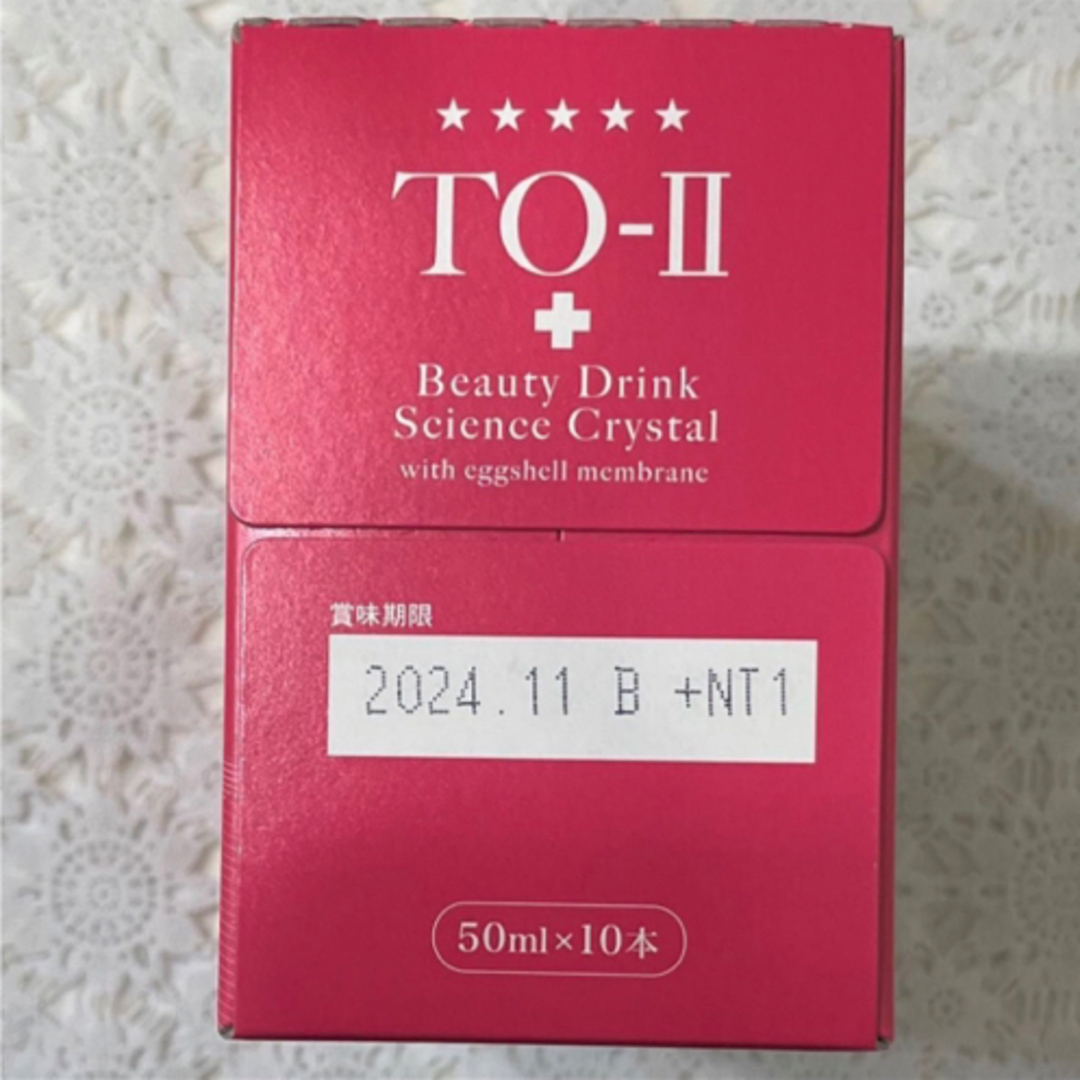 ★★★★★
TO-Ⅱ
Beauty Drink
Science Crystal
with eggshell membrane
賞味期限
2024.11 B +NT1
50ml×10本